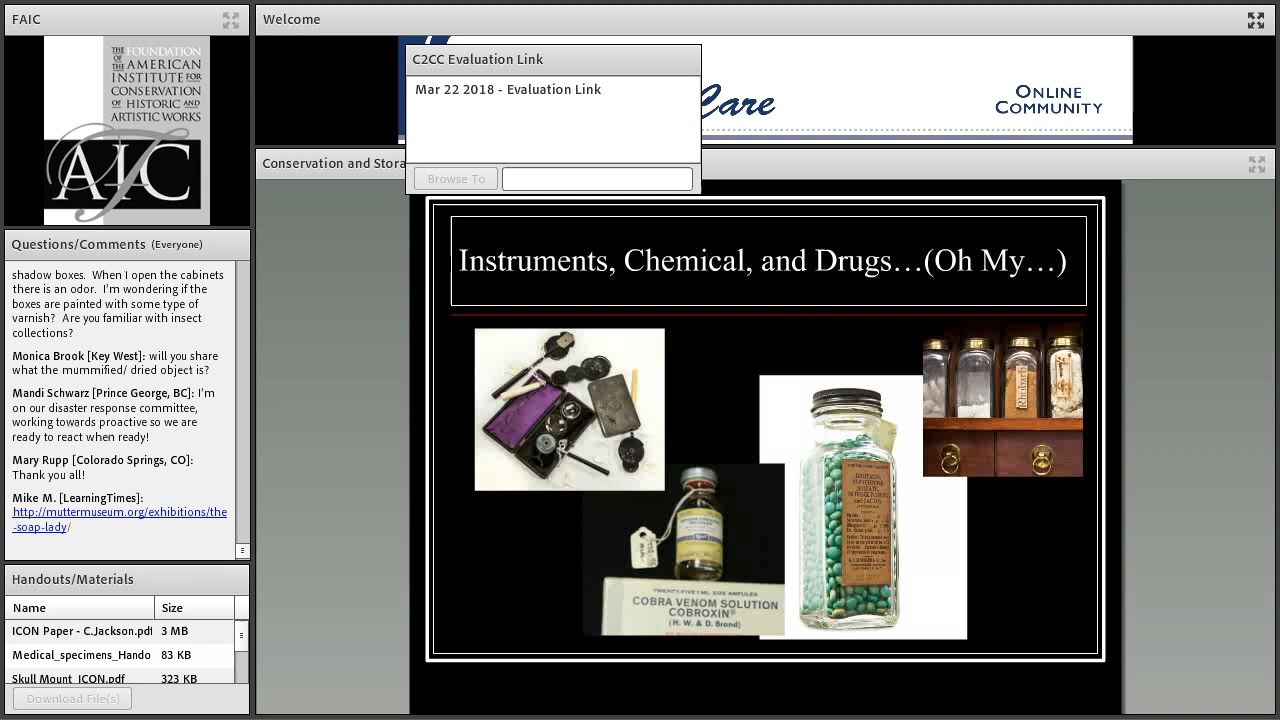 FAIC
THE FOUNDATION
OF THE AMERICAN
INSTITUTE FOR
CONSERVATION
OF HISTORIC AND
ARTISTIC WORKS
AIC
Questions/Comments (Everyone)
shadow boxes. When I open the cabinets
there is an odor. I'm wondering if the
boxes are painted with some type of
varnish? Are you familiar with insect
collections?
Monica Brook [Key West]: will you share
what the mummified/ dried object is?
Mandi Schwarz [Prince George, BC]: I'm
on our disaster response committee,
working towards proactive so we are
ready to react when ready!
Mary Rupp [Colorado Springs, CO]:
Thank you all!
Mike M. [LearningTimes]:
http://muttermuseum.org/exhibitions/the
-soap-lady/
Handouts/Materials
Name Size
ICON Paper - C.Jackson.pdf 3 MB
Medical_specimens_Hando 83 KB
Skull Mount_ICON.pdf 323 KB
Download File(s)
Welcome
C2CC Evaluation Link
Mar 22 2018 - Evaluation Link
Browse To
Care
ONLINE
COMMUNITY
Conservation and Stora
Instruments, Chemical, and Drugs…(Oh My…)
Rhubarb
DIGITALIS,
STRYCHNINE
SULFATE,
NITROGLYCERIN
and CACTUS
TWENTY-FIVE 1 ML SIZE AMPULES
COBRA VENOM SOLUTION
COBROXIN®
(H. W. & D. Brand)